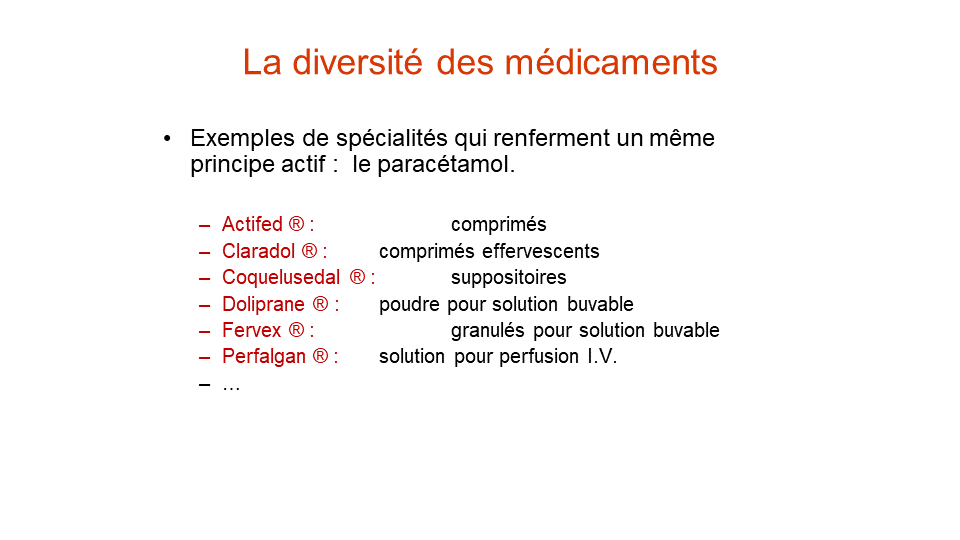 La diversité des médicaments
• Exemples de spécialités qui renferment un même
principe actif : le paracétamol.
– Actifed ® : comprimés
– Claradol ® : comprimés effervescents
– Coquelusedal ® : suppositoires
– Doliprane ® : poudre pour solution buvable
– Fervex ® : granulés pour solution buvable
– Perfalgan ® : solution pour perfusion I.V.
– …